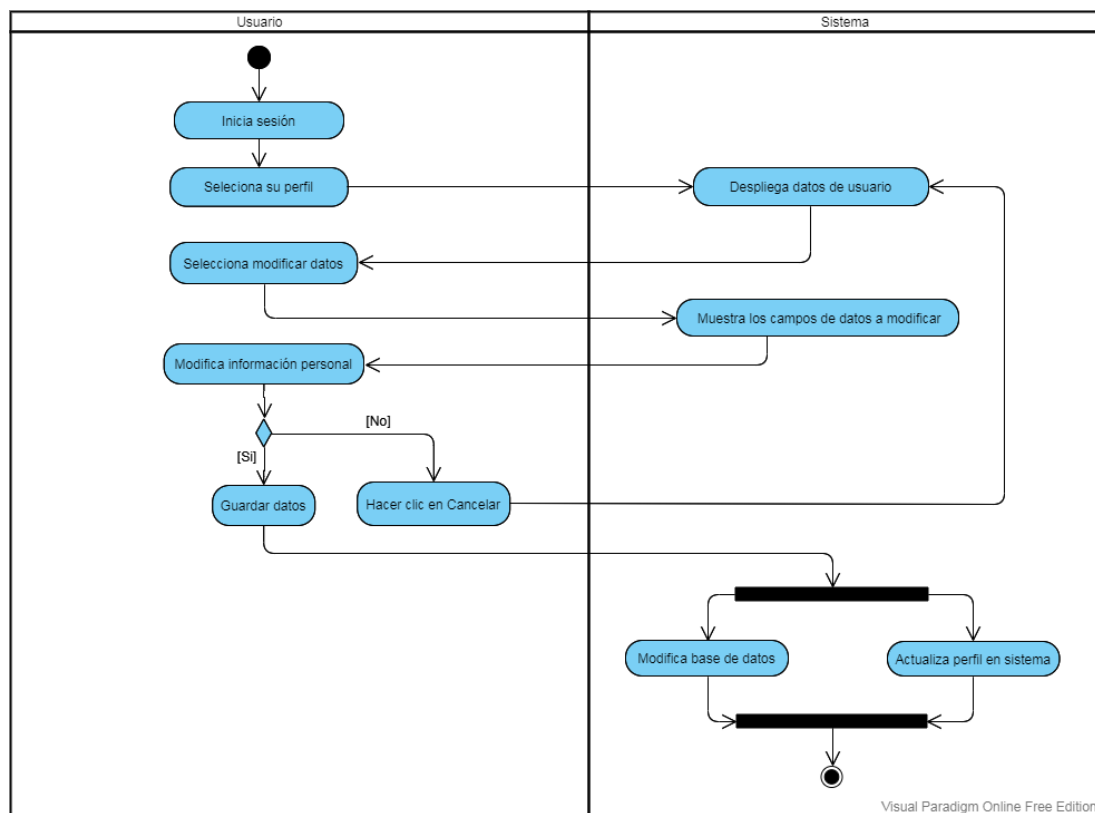 Usuario
Sistema
Inicia sesión
Seleciona su perfil
Despliega datos de usuario
Selecciona modificar datos
Muestra los campos de datos a modificar
Modifica información personal
[No]
[Si]
Guardar datos
Hacer clic en Cancelar
Modifica base de datos
Actualiza perfil en sistema
Visual Paradigm Online Free Edition